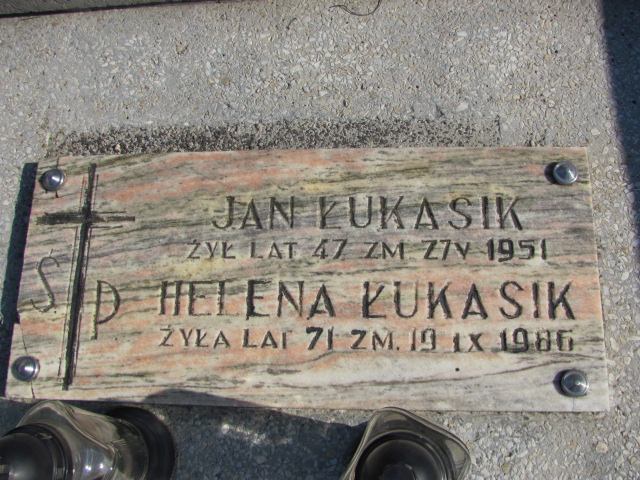 Ś P
JAN ŁUKASIK
ŻYŁ LAT 47 ZM 27 V 1951
HELENA ŁUKASIK
ŻYŁA LAT 71 ZM. 19 IX 1986